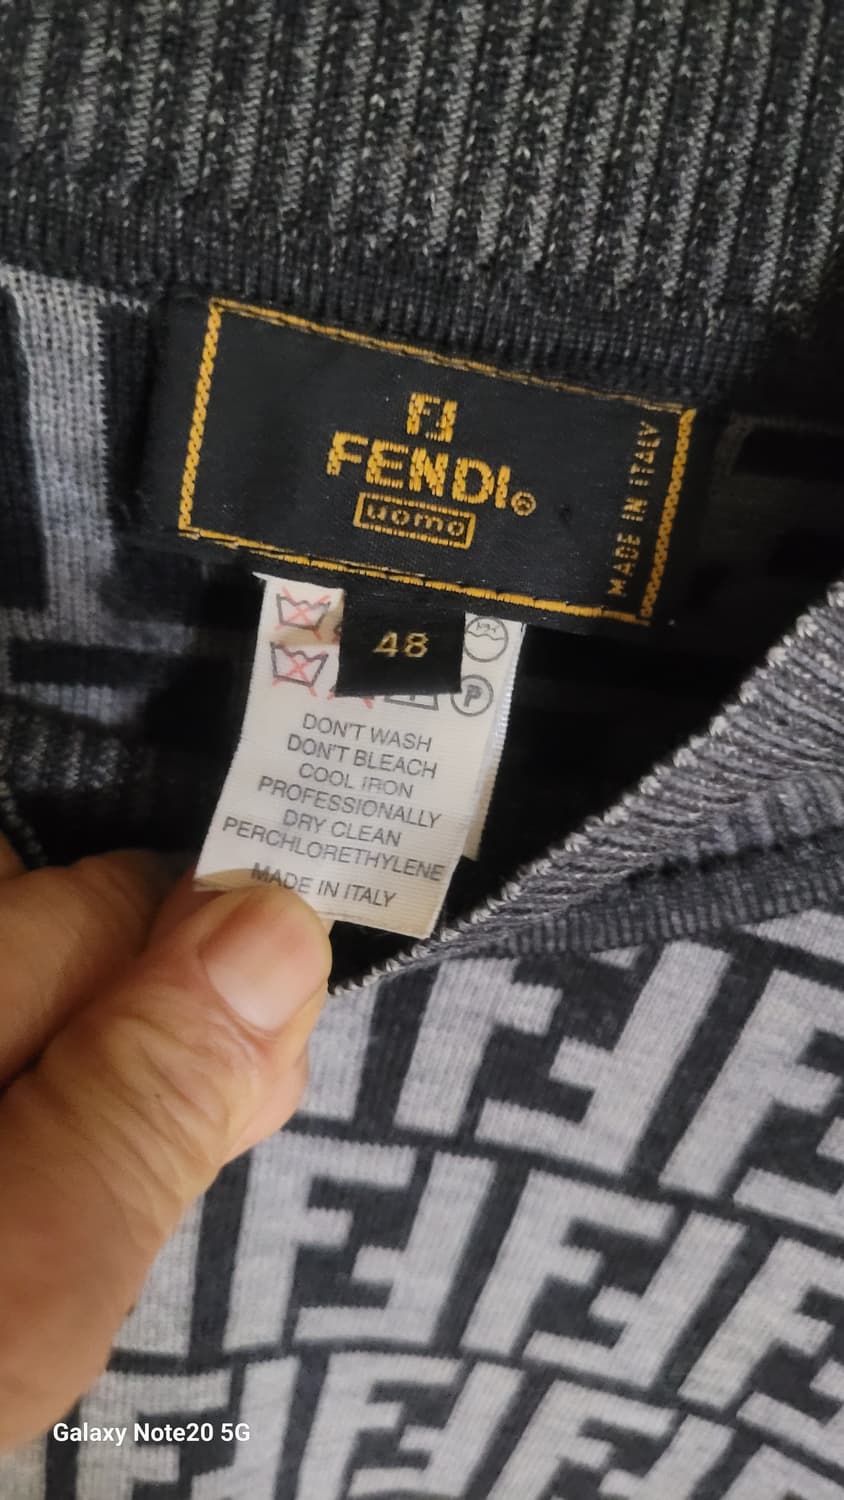 FF
FENDI®
uomo
MADE IN ITALY
48
P
DON'T WASH
DON'T BLEACH
COOL IRON
PROFESSIONALLY
DRY CLEAN
PERCHLORETHYLENE
MADE IN ITALY
Galaxy Note20 5G